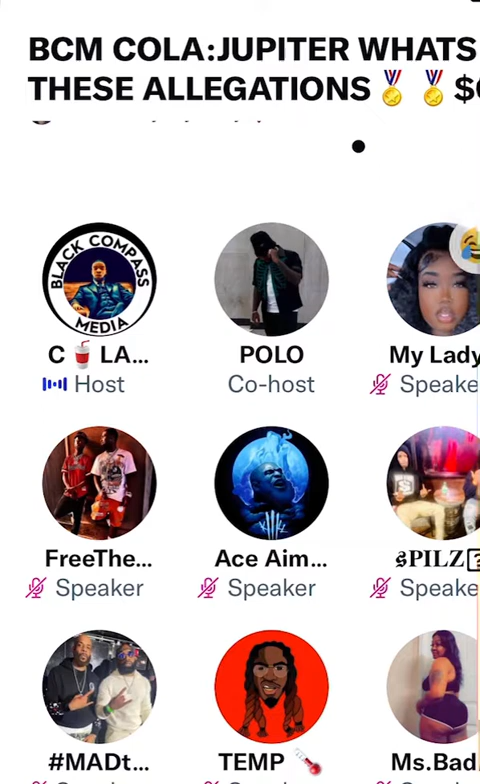 BCM COLA:JUPITER WHATS
THESE ALLEGATIONS🏅🏅$
BLACK COMPASS
MEDIA
C🥤LA...
POLO
My Lady
Host
Co-host
Speake
FreeThe...
Ace Aim...
SPILZ
Speaker
Speaker
Speake
#MADt...
TEMP 🌡️
Ms.Bad